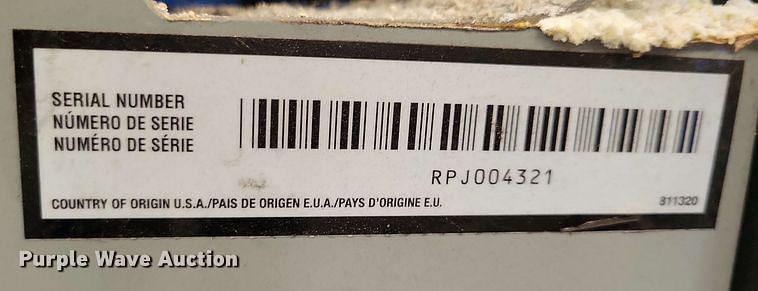 SERIAL NUMBER
NÚMERO DE SERIE
NUMÉRO DE SÉRIE
RPJ004321
COUNTRY OF ORIGIN U.S.A./PAIS DE ORIGEN E.U.A./PAYS D'ORIGINE E.U.
811320
Purple Wave Auction